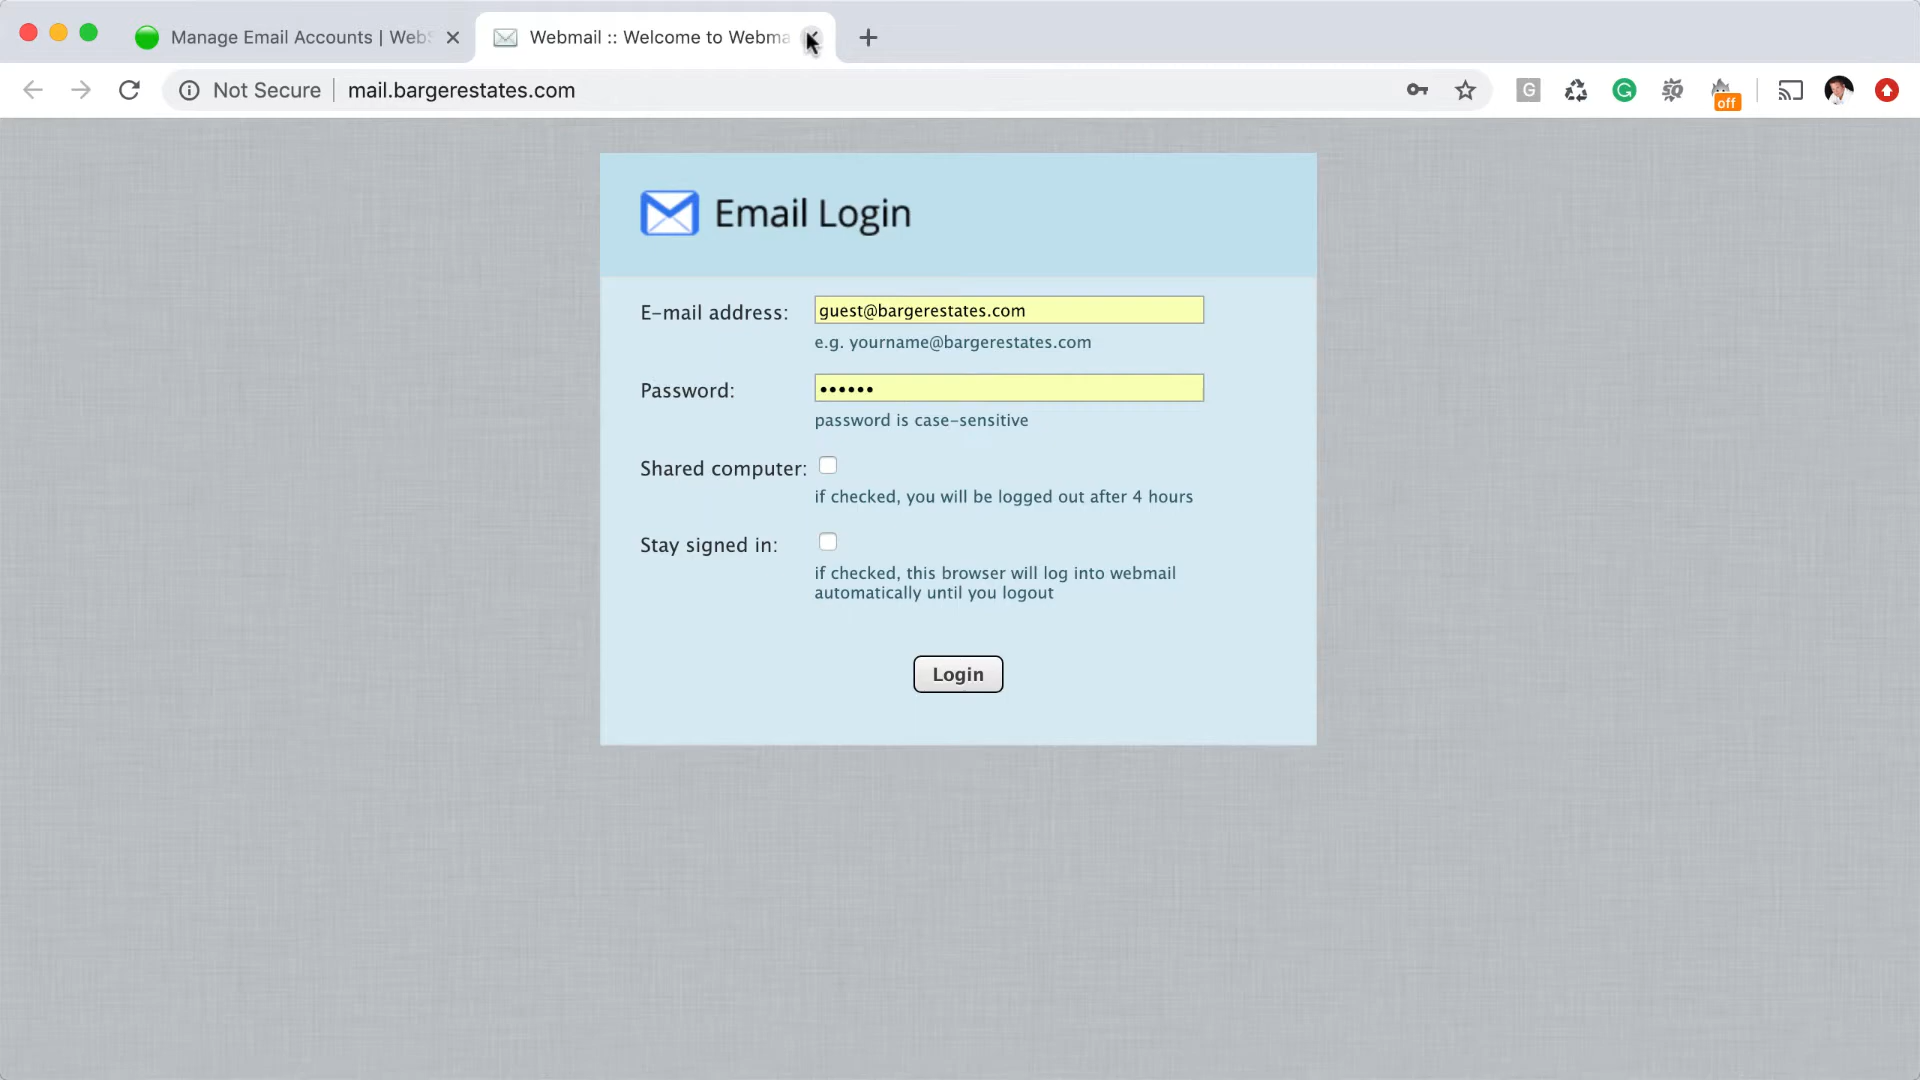 Manage Email Accounts | WebS
Webmail :: Welcome to Webma
Not Secure
mail.bargerestates.com
G
off
Email Login
E-mail address:
guest@bargerestates.com
e.g. yourname@bargerestates.com
Password:
••••••
password is case-sensitive
Shared computer:
if checked, you will be logged out after 4 hours
Stay signed in:
if checked, this browser will log into webmail
automatically until you logout
Login